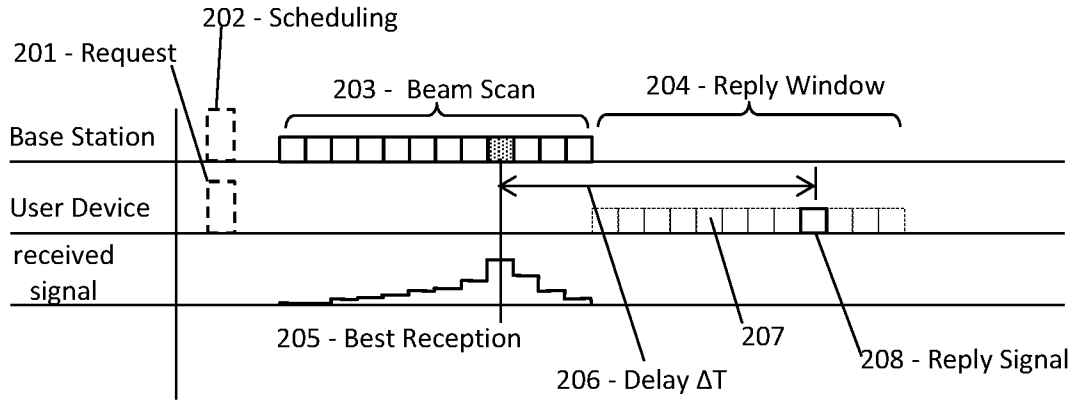 202 - Scheduling
201 - Request
203 - Beam Scan
204 - Reply Window
Base Station
User Device
received
signal
205 - Best Reception
207
208 - Reply Signal
206 - Delay ΔT